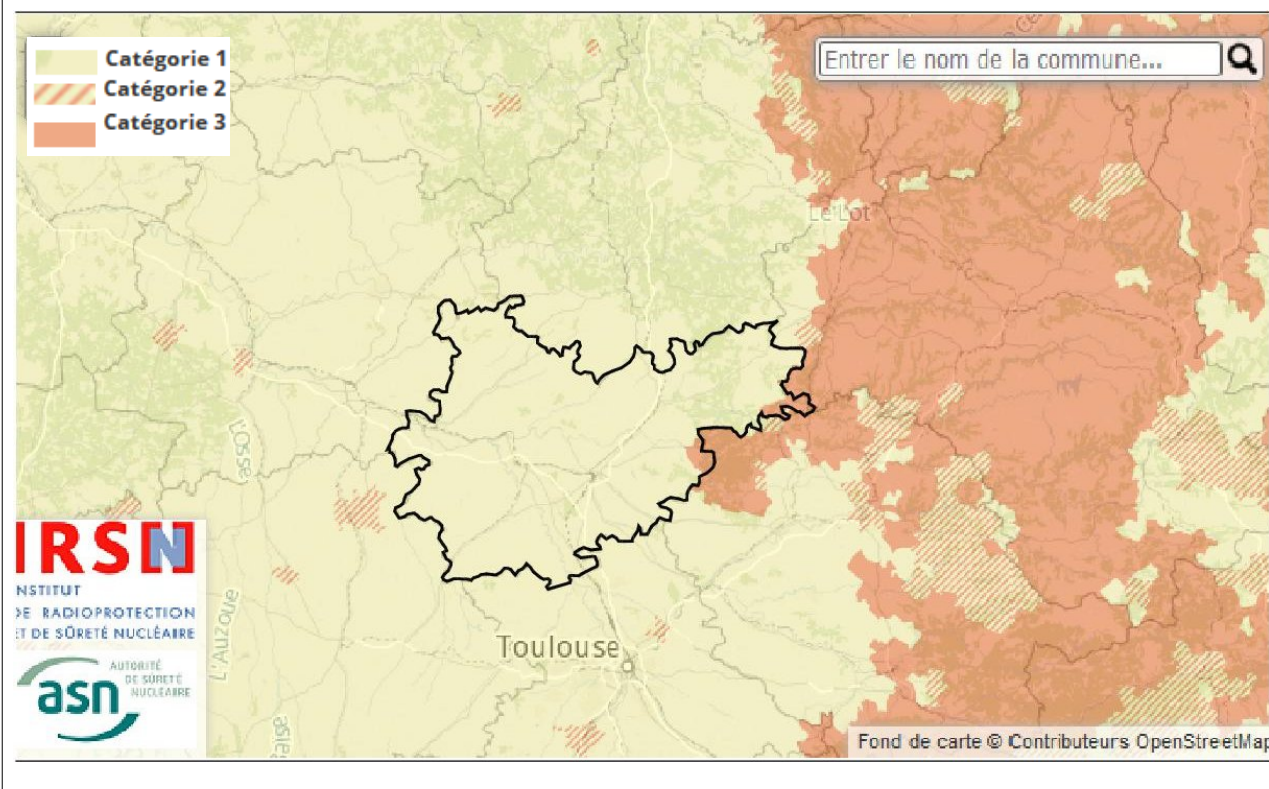 Catégorie 1
Catégorie 2
Catégorie 3
Entrer le nom de la commune...
Le Lot
L'Osse
IRSN
NSTITUT
DE RADIOPROTECTION
ET DE SÛRETÉ NUCLÉAIRE
L'Auzoue
Toulouse
AUTORITÉ
DE SÛRETÉ
NUCLÉAIRE
asn
Fond de carte © Contributeurs OpenStreetMap